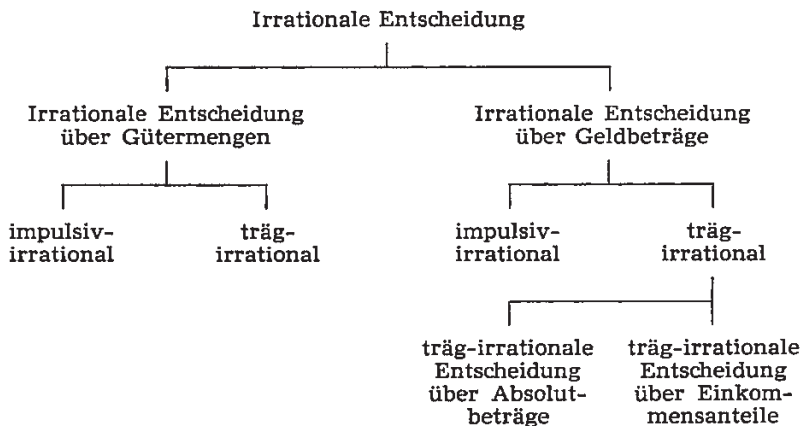 Irrationale Entscheidung
Irrationale Entscheidung
über Gütermengen
Irrationale Entscheidung
über Geldbeträge
impulsiv-
irrational
träg-
irrational
impulsiv-
irrational
träg-
irrational
träg-irrationale
Entscheidung
über Absolut-
beträge
träg-irrationale
Entscheidung
über Einkom-
mensanteile